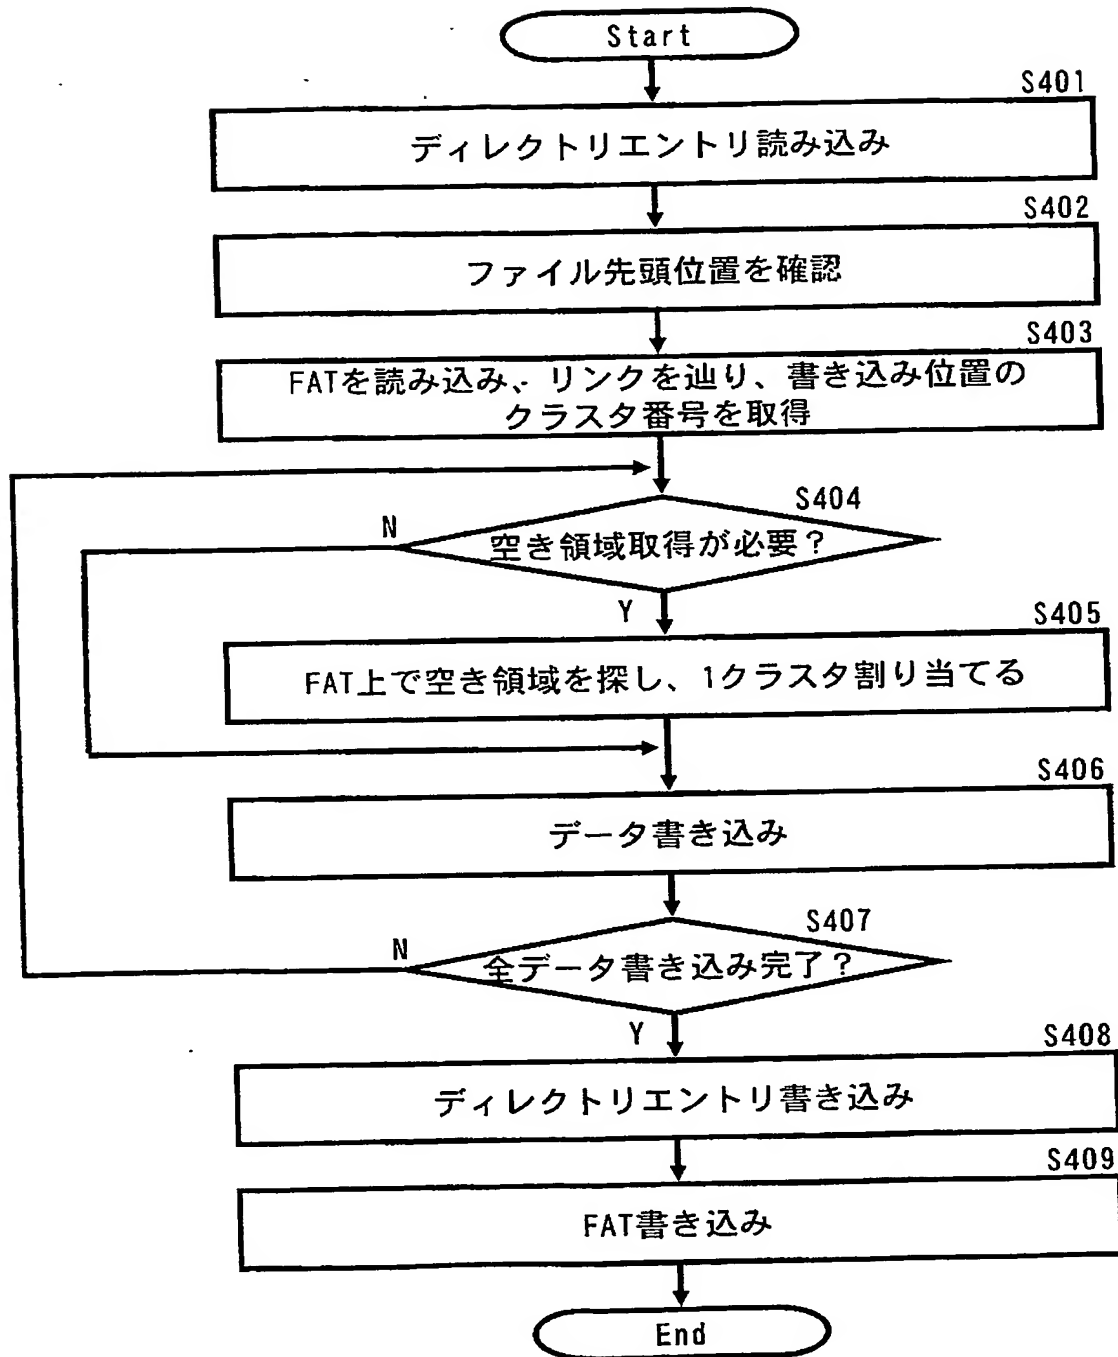 Start
S401
ディレクトリエントリ読み込み
S402
ファイル先頭位置を確認
S403
FATを読み込み、リンクを辿り、書き込み位置の
クラスタ番号を取得
S404
N
空き領域取得が必要？
Y
S405
FAT上で空き領域を探し、1クラスタ割り当てる
S406
データ書き込み
S407
N
全データ書き込み完了？
Y
S408
ディレクトリエントリ書き込み
S409
FAT書き込み
End